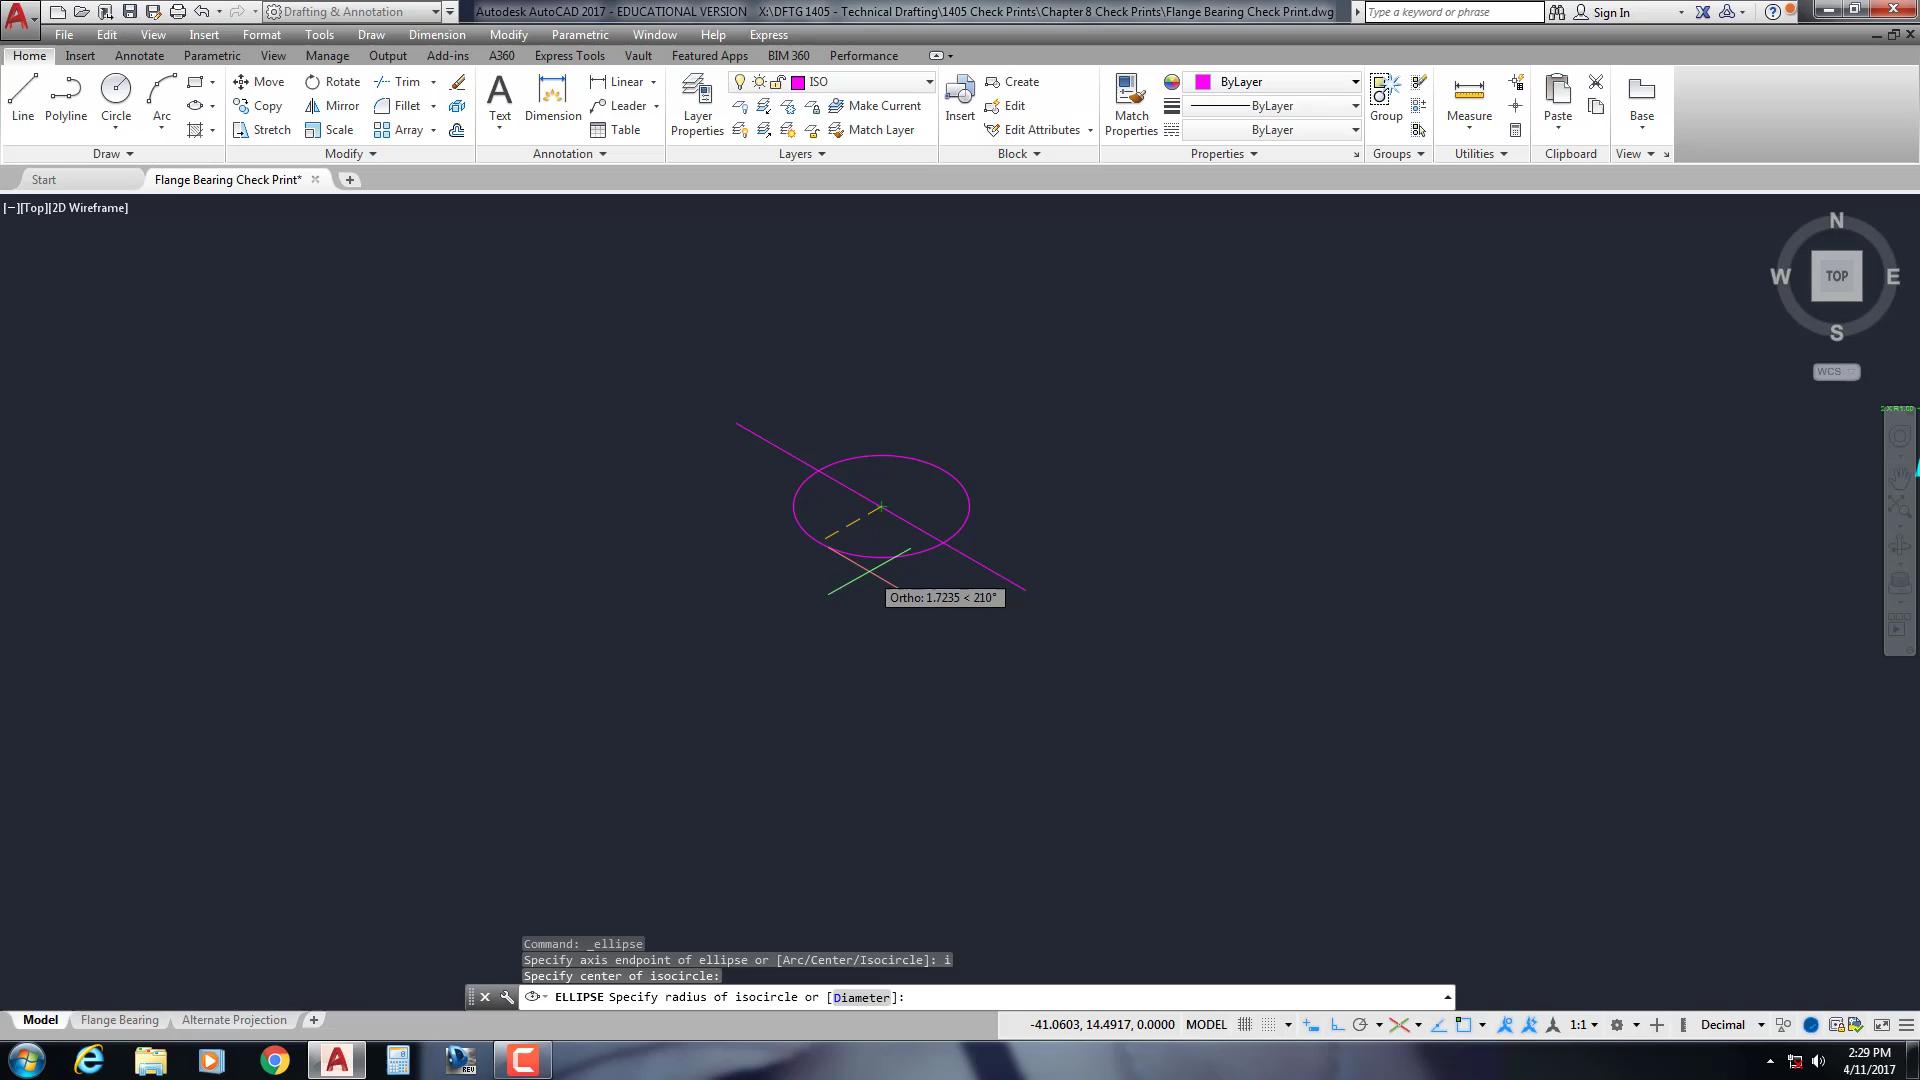 Drafting & Annotation
Autodesk AutoCAD 2017 - EDUCATIONAL VERSION X:\DFTG 1405 - Technical Drafting\1405 Check Prints\Chapter 8 Check Prints\Flange Bearing Check Print.dwg
Type a keyword or phrase
Sign In
File Edit View Insert Format Tools Draw Dimension Modify Parametric Window Help Express
Home Insert Annotate Parametric View Manage Output Add-ins A360 Express Tools Vault Featured Apps BIM 360 Performance
Move Rotate Trim Linear ISO Create ByLayer
Copy Mirror Fillet Leader Make Current Edit ByLayer
Line Polyline Circle Arc Text Dimension Layer Properties Insert Match Properties Group Measure Paste Base
Stretch Scale Array Table Match Layer Edit Attributes ByLayer
Draw Modify Annotation Layers Block Properties Groups Utilities Clipboard View
Start Flange Bearing Check Print*
[−][Top][2D Wireframe]
N
W TOP E
S
WCS
Ortho: 1.7235 < 210°
Command: _ellipse
Specify axis endpoint of ellipse or [Arc/Center/Isocircle]: i
Specify center of isocircle:
ELLIPSE Specify radius of isocircle or [Diameter]:
Model Flange Bearing Alternate Projection
-41.0603, 14.4917, 0.0000 MODEL 1:1 Decimal
REV
2:29 PM
4/11/2017